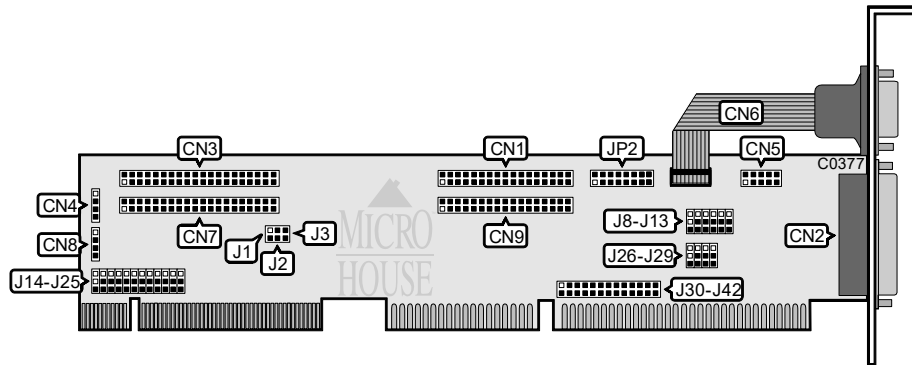 CN6
CN3
CN1
JP2
CN5
C0377
CN4
CN7
J1
J2
J3
MICRO
HOUSE
CN9
J8-J13
CN2
CN8
J26-J29
J14-J25
J30-J42